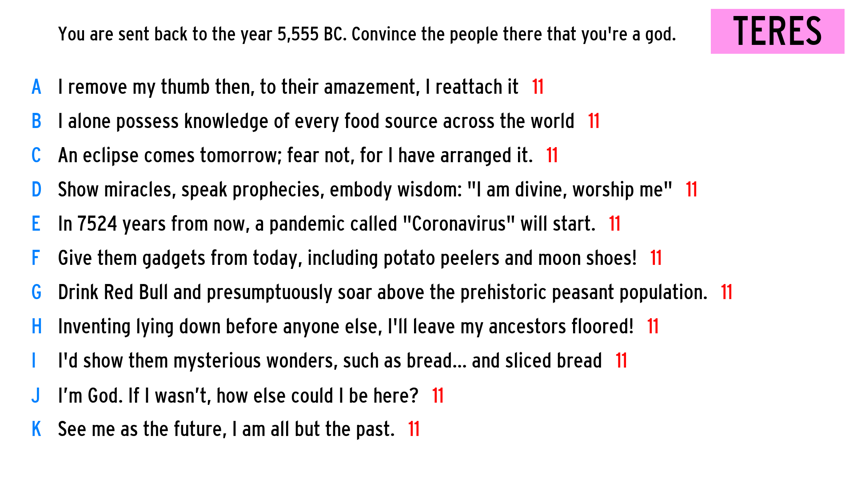 You are sent back to the year 5,555 BC. Convince the people there that you're a god.
TERES
A I remove my thumb then, to their amazement, I reattach it 11
B I alone possess knowledge of every food source across the world 11
C An eclipse comes tomorrow; fear not, for I have arranged it. 11
D Show miracles, speak prophecies, embody wisdom: "I am divine, worship me" 11
E In 7524 years from now, a pandemic called "Coronavirus" will start. 11
F Give them gadgets from today, including potato peelers and moon shoes! 11
G Drink Red Bull and presumptuously soar above the prehistoric peasant population. 11
H Inventing lying down before anyone else, I'll leave my ancestors floored! 11
I I'd show them mysterious wonders, such as bread... and sliced bread 11
J I’m God. If I wasn’t, how else could I be here? 11
K See me as the future, I am all but the past. 11